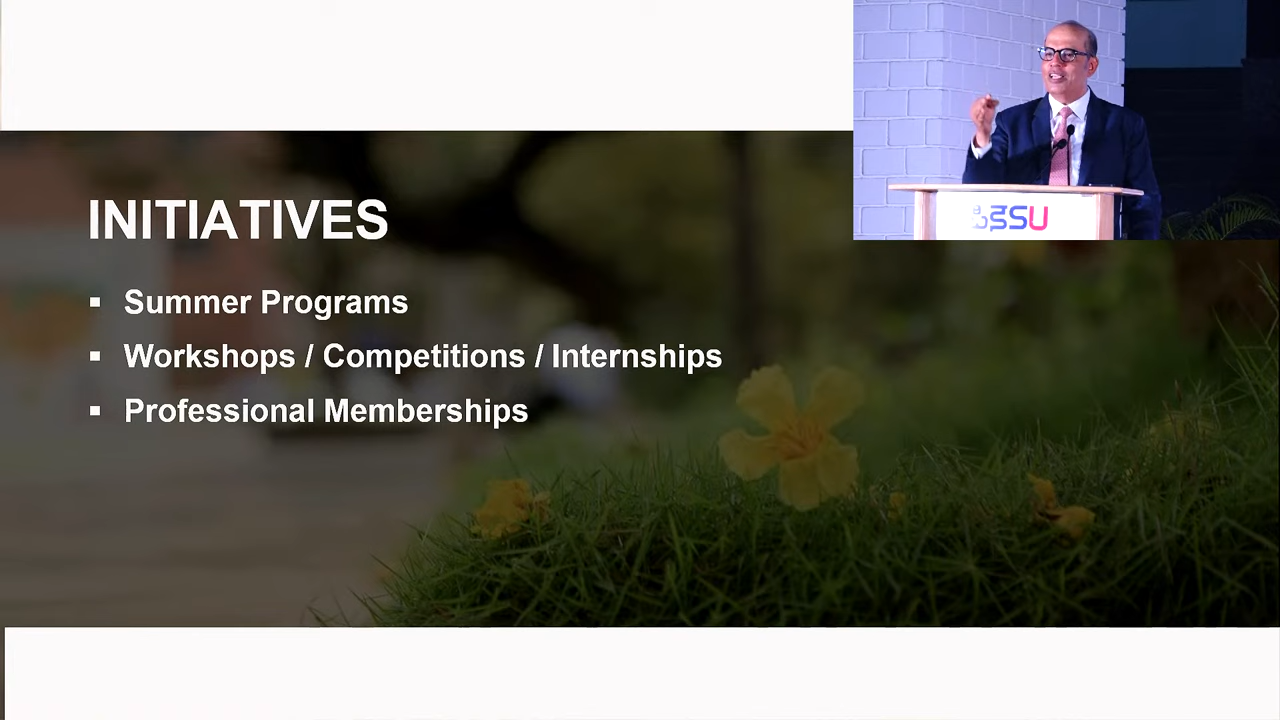 INITIATIVES
▪ Summer Programs
▪ Workshops / Competitions / Internships
▪ Professional Memberships